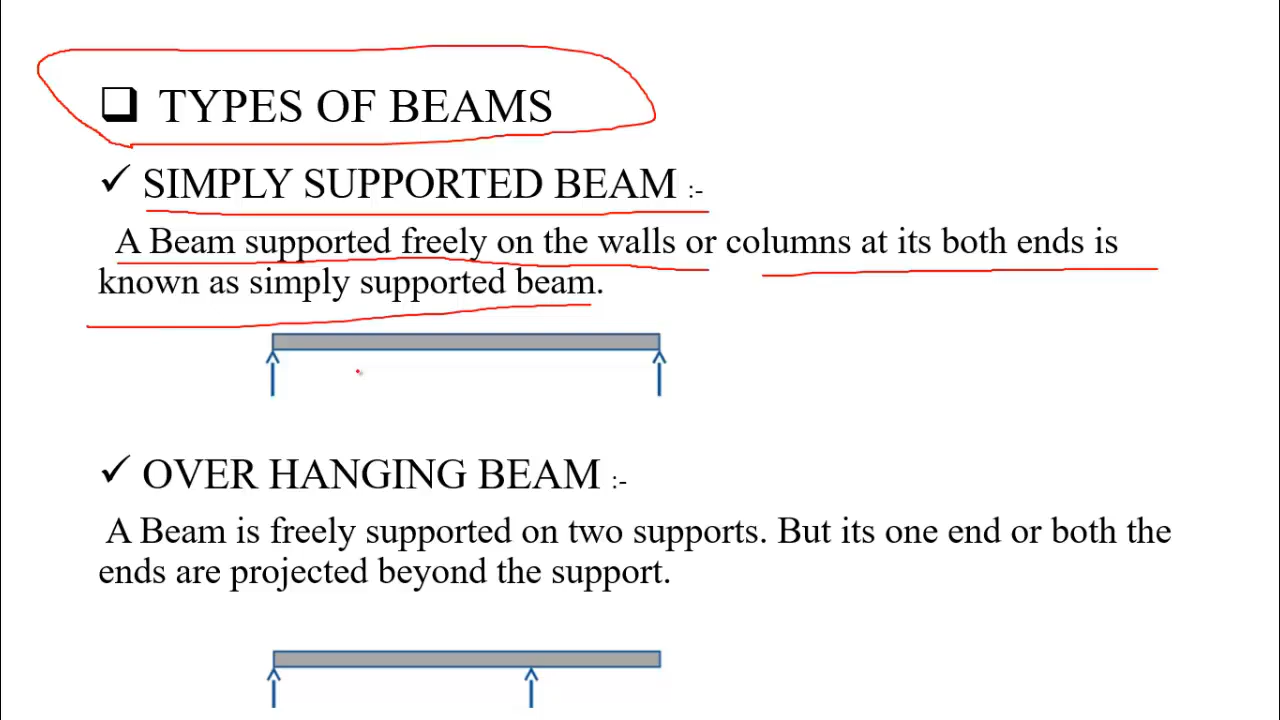 ❑ TYPES OF BEAMS
✓ SIMPLY SUPPORTED BEAM :-
A Beam supported freely on the walls or columns at its both ends is
known as simply supported beam.
✓ OVER HANGING BEAM :-
A Beam is freely supported on two supports. But its one end or both the
ends are projected beyond the support.